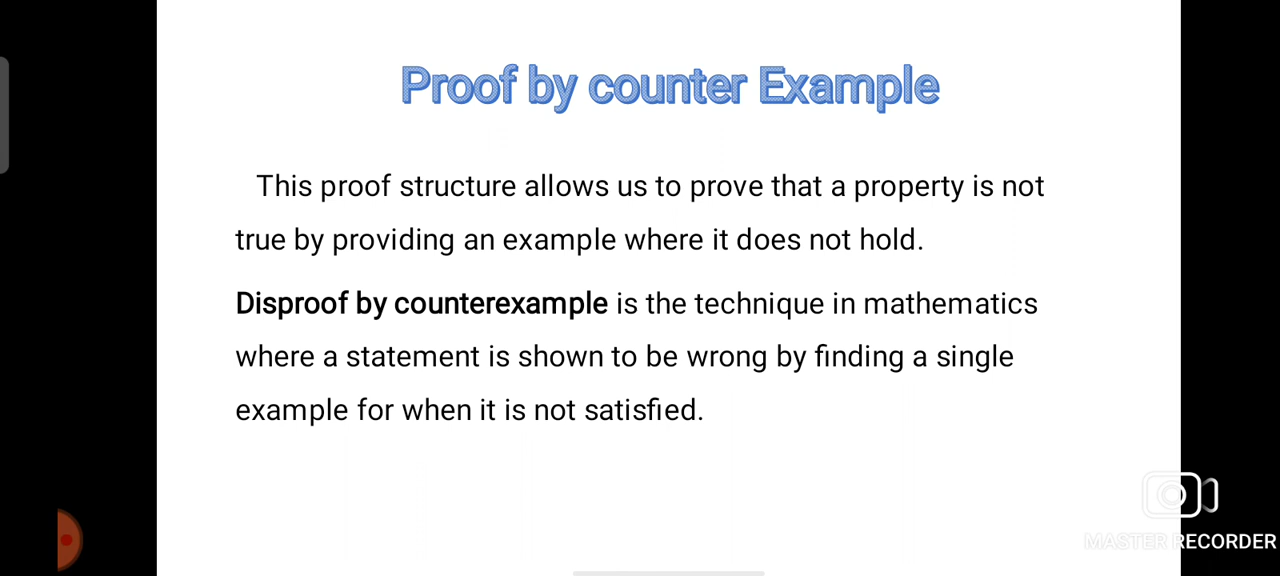 Proof by counter Example
This proof structure allows us to prove that a property is not
true by providing an example where it does not hold.
Disproof by counterexample is the technique in mathematics
where a statement is shown to be wrong by finding a single
example for when it is not satisfied.
MASTER RECORDER